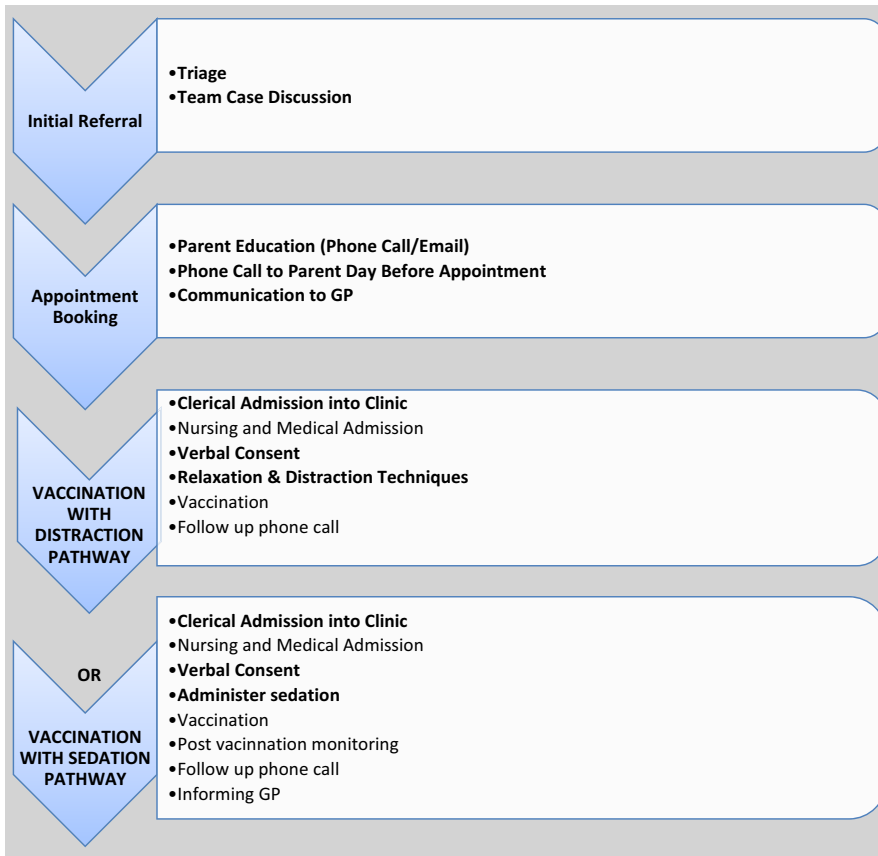 Initial Referral
•Triage
•Team Case Discussion
Appointment
Booking
•Parent Education (Phone Call/Email)
•Phone Call to Parent Day Before Appointment
•Communication to GP
VACCINATION
WITH
DISTRACTION
PATHWAY
•Clerical Admission into Clinic
•Nursing and Medical Admission
•Verbal Consent
•Relaxation & Distraction Techniques
•Vaccination
•Follow up phone call
OR
VACCINATION
WITH SEDATION
PATHWAY
•Clerical Admission into Clinic
•Nursing and Medical Admission
•Verbal Consent
•Administer sedation
•Vaccination
•Post vacinnation monitoring
•Follow up phone call
•Informing GP